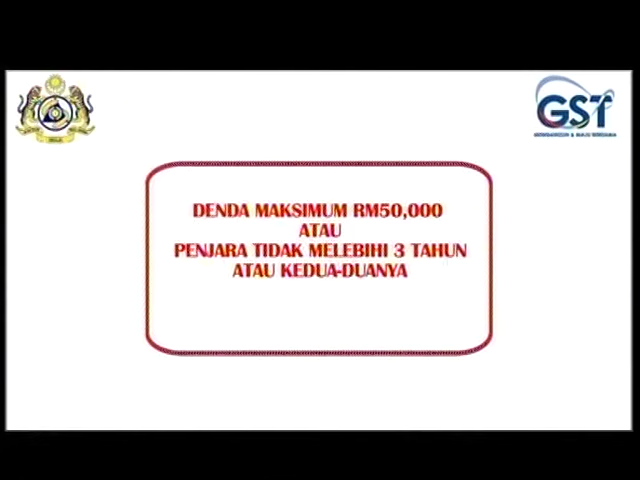 GST
DENDA MAKSIMUM RM50,000
ATAU
PENJARA TIDAK MELEBIHI 3 TAHUN
ATAU KEDUA-DUANYA